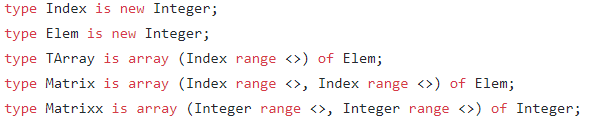 type Index is new Integer;
type Elem is new Integer;
type TArray is array (Index range <>) of Elem;
type Matrix is array (Index range <>, Index range <>) of Elem;
type Matrixx is array (Integer range <>, Integer range <>) of Integer;